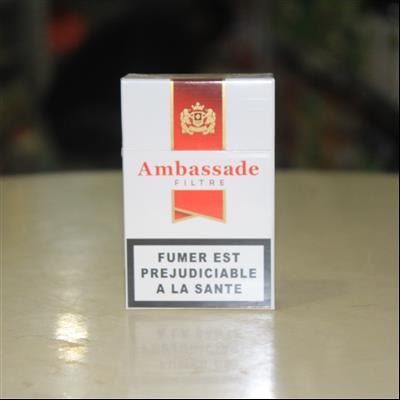 Ambassade
FILTRE
FUMER EST
PREJUDICIABLE
A LA SANTE